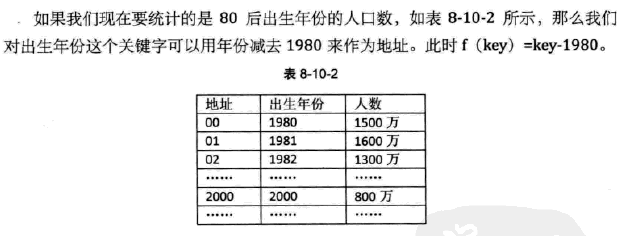 如果我们现在要统计的是 80 后出生年份的人口数，如表 8-10-2 所示，那么我们
对出生年份这个关键字可以用年份减去 1980 来作为地址。此时 f（key）=key-1980。
表 8-10-2
地址 出生年份 人数
00 1980 1500 万
01 1981 1600 万
02 1982 1300 万
…… …… ……
2000 2000 800 万
…… …… ……